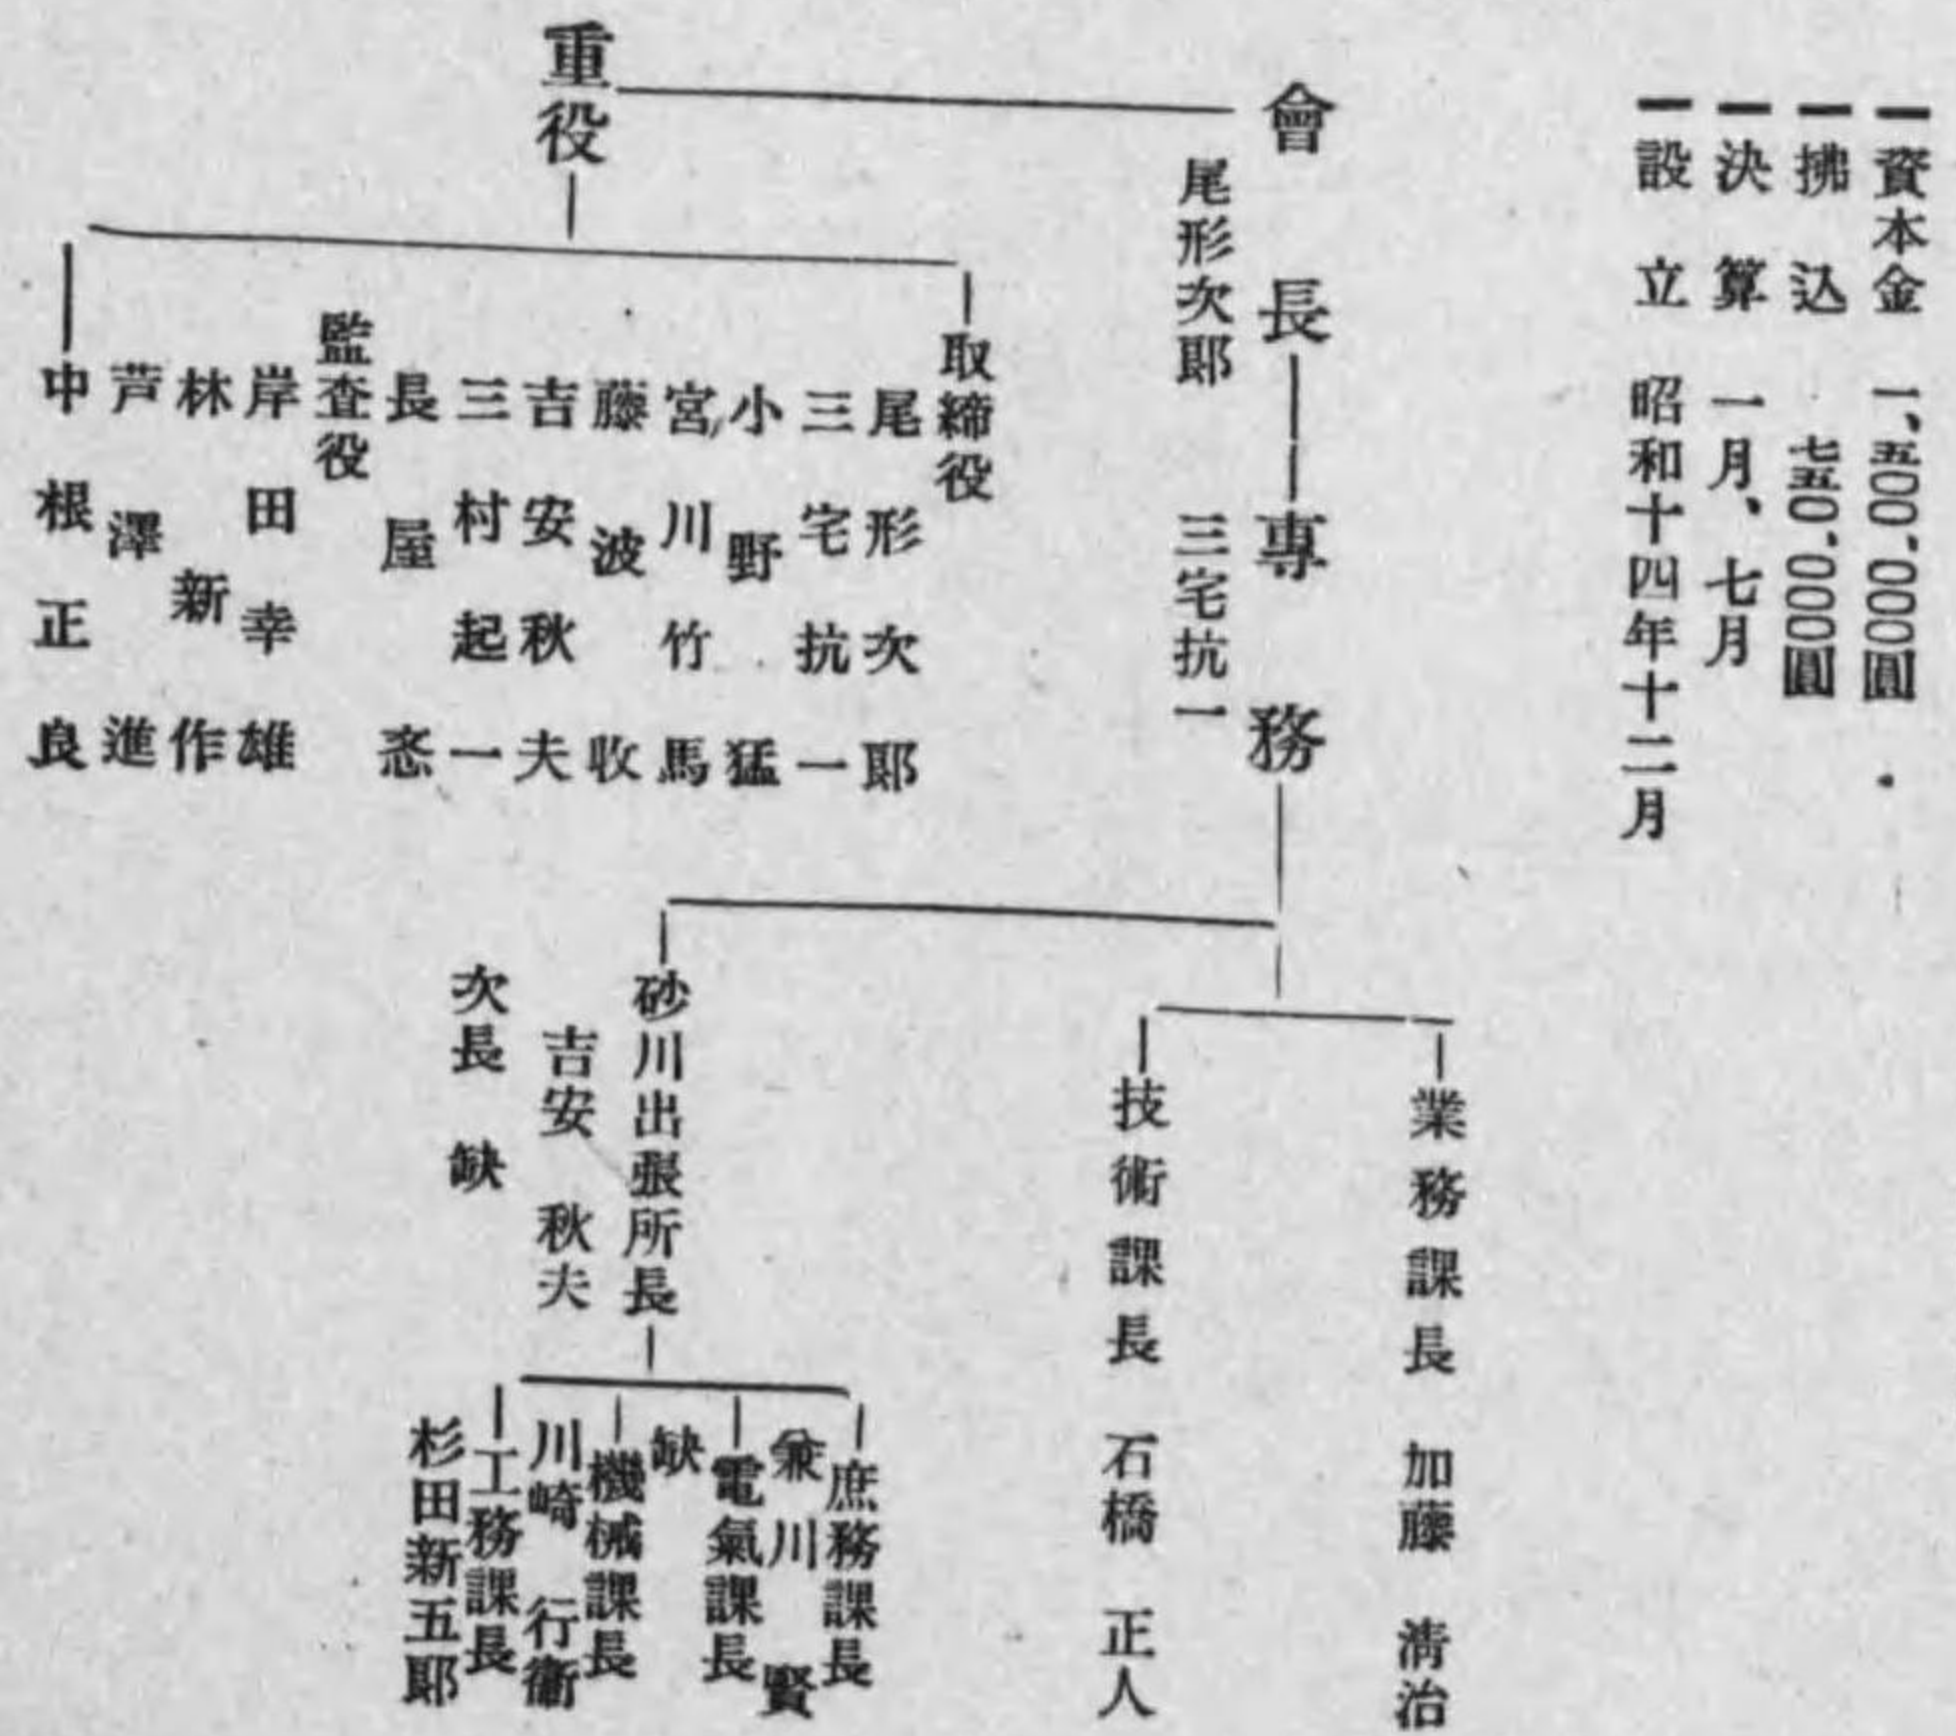 一資本金 一、五〇〇、〇〇〇圓
一拂込 七五〇、〇〇〇圓
一決算 一月、七月
一設立 昭和十四年十二月
會長 專務
尾形次郎 三宅抗一
重役
取締役
尾形次郎
三宅抗一
小野猛
宮川竹馬
藤波收
吉安秋夫
三村起一
長屋
監査役
岸田幸雄
林新作
芦澤進
中根正良
業務課長 加藤清治
技術課長 石橋正人
砂川出張所長
吉安秋夫
次長 缺
庶務課長
兼川賢
電氣課長
缺
機械課長
川崎行衞
工務課長
杉田新五郎